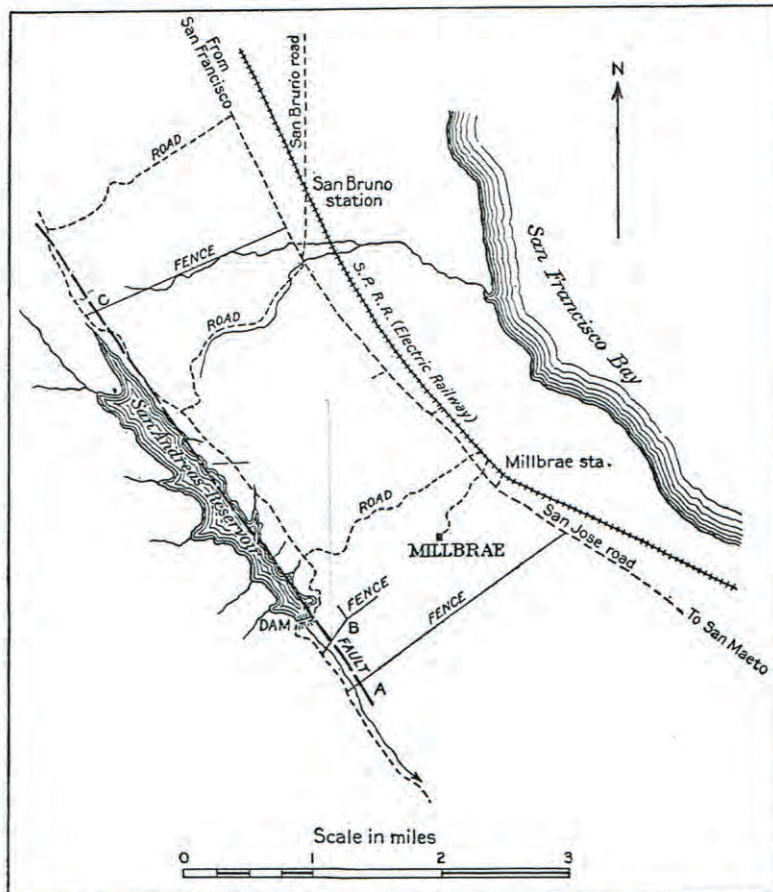 From
San Francisco
San Bruno road
N
ROAD
San Bruno
station
FENCE
C
S.P. R.R. (Electric Railway)
San Francisco Bay
ROAD
San Andreas Reservoir
Millbrae sta.
ROAD
MILLBRAE
San Jose road
FENCE
FENCE
B
DAM
FAULT
To San Maeto
A
Scale in miles
0 1 2 3